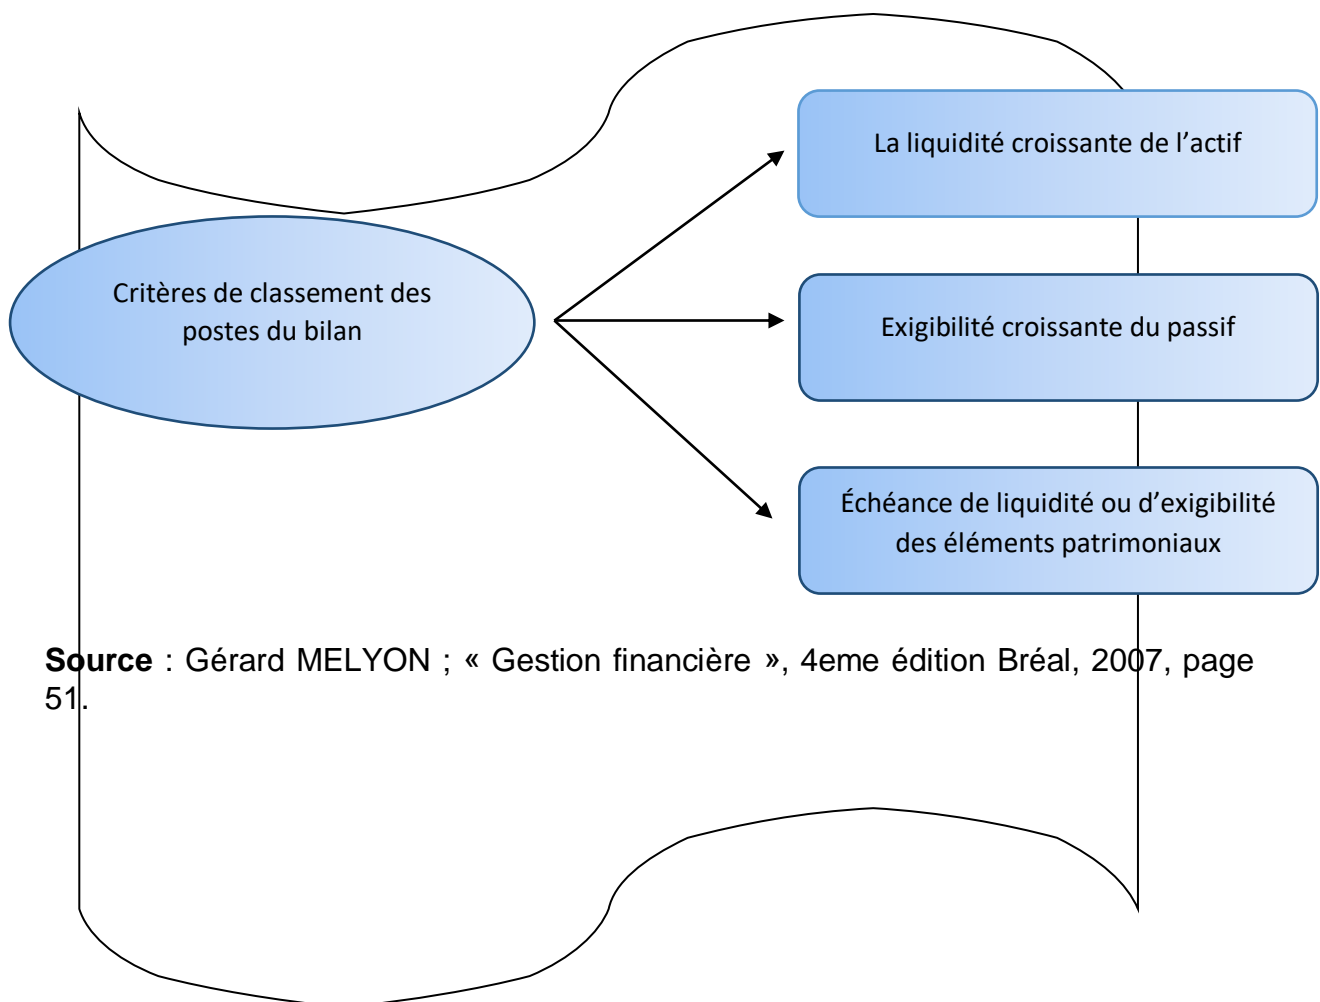 La liquidité croissante de l’actif
Critères de classement des
postes du bilan
Exigibilité croissante du passif
Échéance de liquidité ou d’exigibilité
des éléments patrimoniaux
Source : Gérard MELYON ; « Gestion financière », 4eme édition Bréal, 2007, page
51.